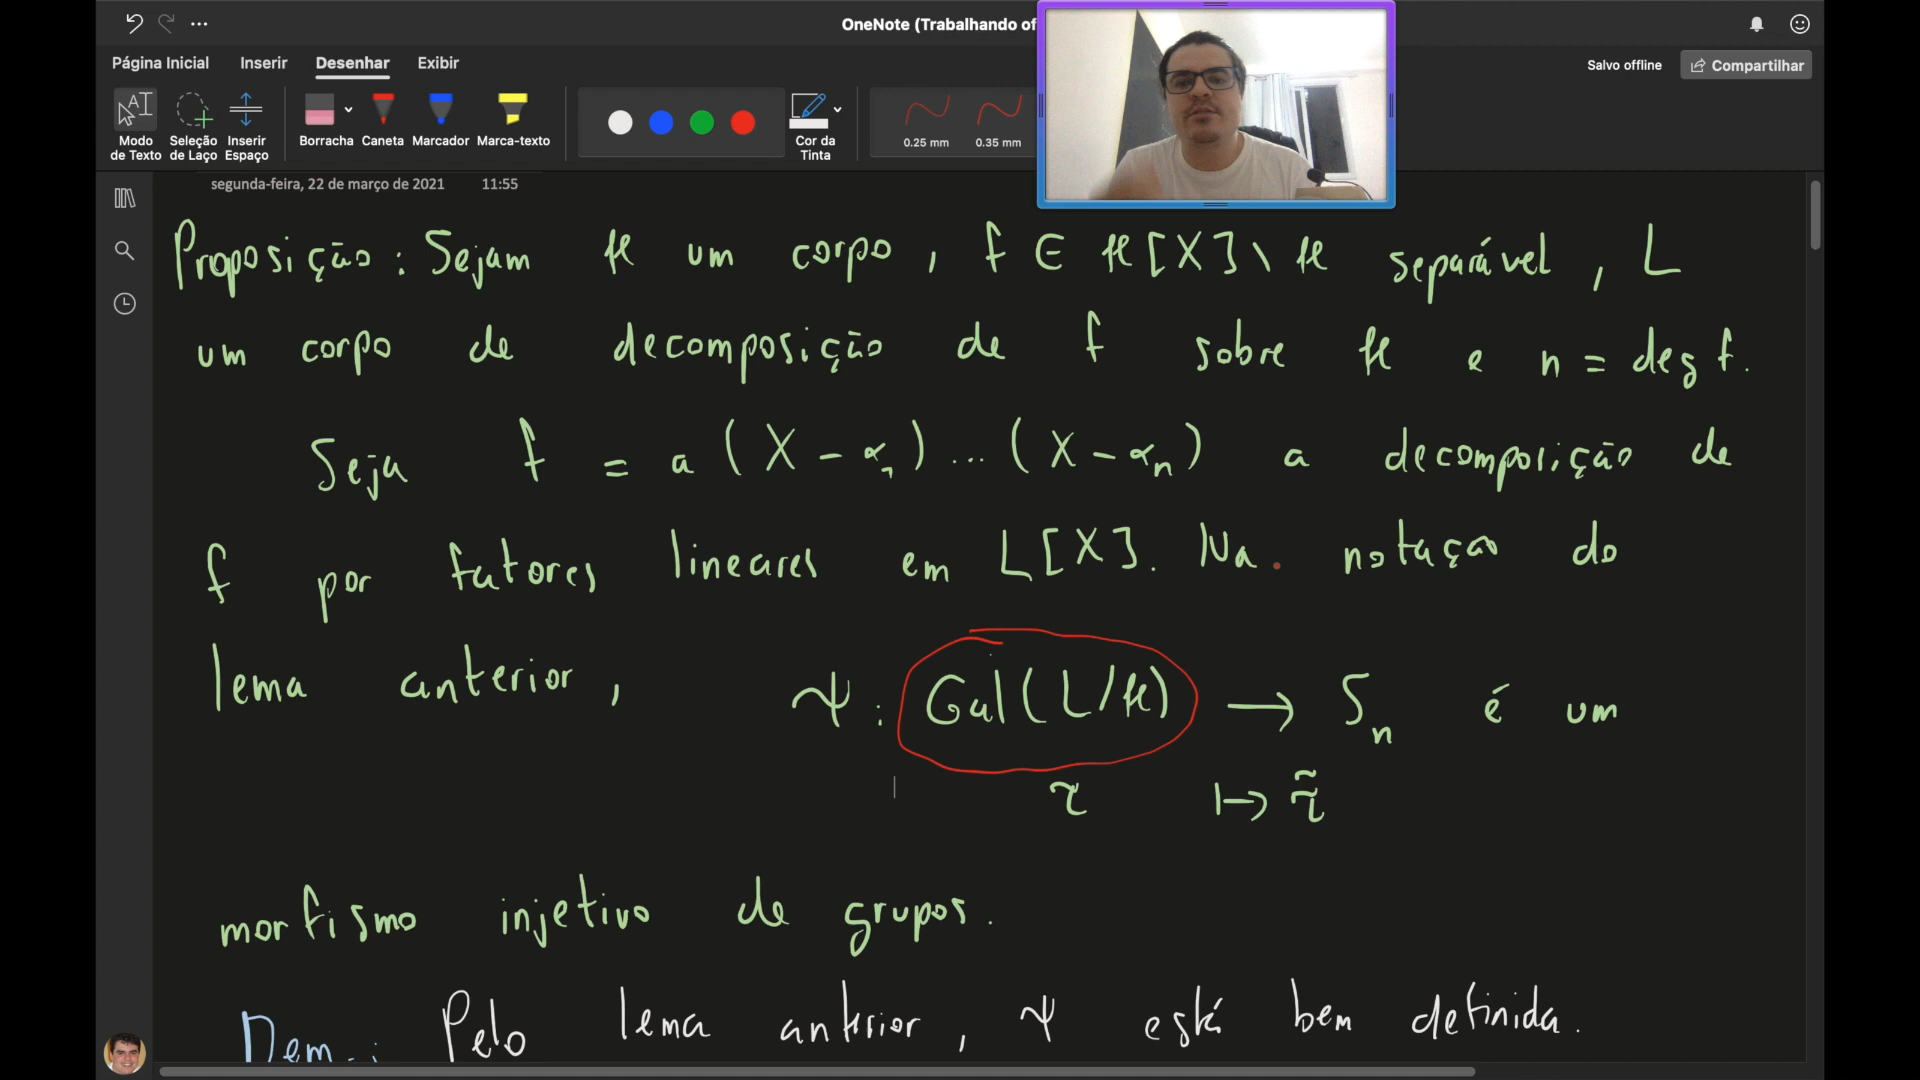 OneNote (Trabalhando of
Página Inicial Inserir Desenhar Exibir
Salvo offline Compartilhar
Modo de Texto
Seleção de Laço
Inserir Espaço
Borracha Caneta Marcador Marca-texto
Cor da Tinta
0.25 mm 0.35 mm
segunda-feira, 22 de março de 2021 11:55
Proposição: Sejam k um corpo, f ∈ k[X]\k separável, L
um corpo de decomposição de f sobre k e n = deg f.
Seja f = a(X - α₁)...(X - αₙ) a decomposição de
f por fatores lineares em L[X]. Na notação do
lema anterior, ψ: Gal(L/k) → Sₙ é um
τ ↦ τ̃
morfismo injetivo de grupos.
Dem.: Pelo lema anterior, ψ está bem definida.